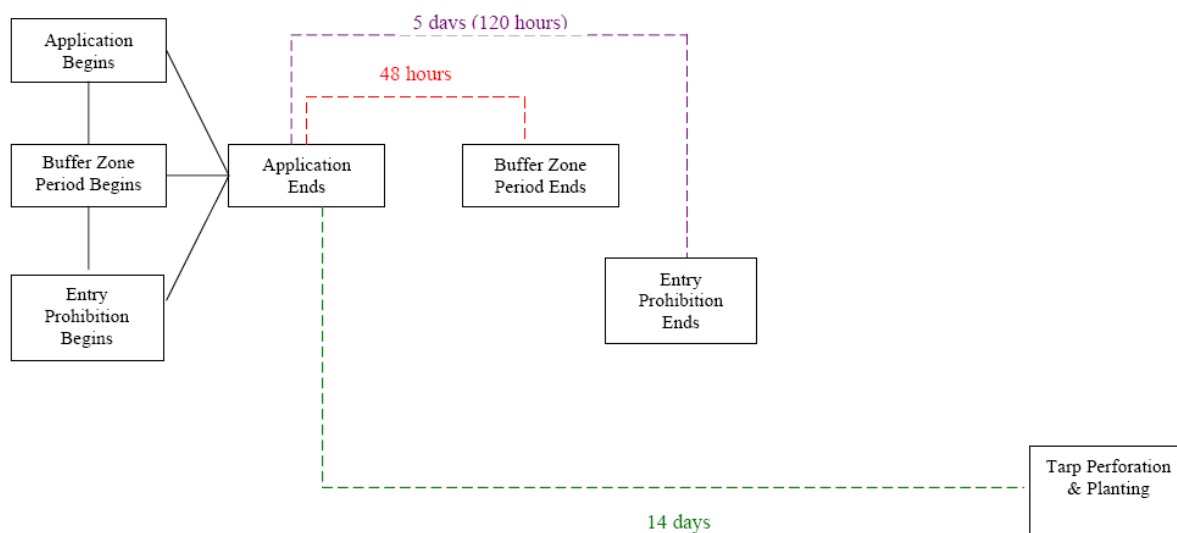 Application
Begins
5 days (120 hours)
48 hours
Buffer Zone
Period Begins
Application
Ends
Buffer Zone
Period Ends
Entry
Prohibition
Begins
Entry
Prohibition
Ends
Tarp Perforation
& Planting
14 days